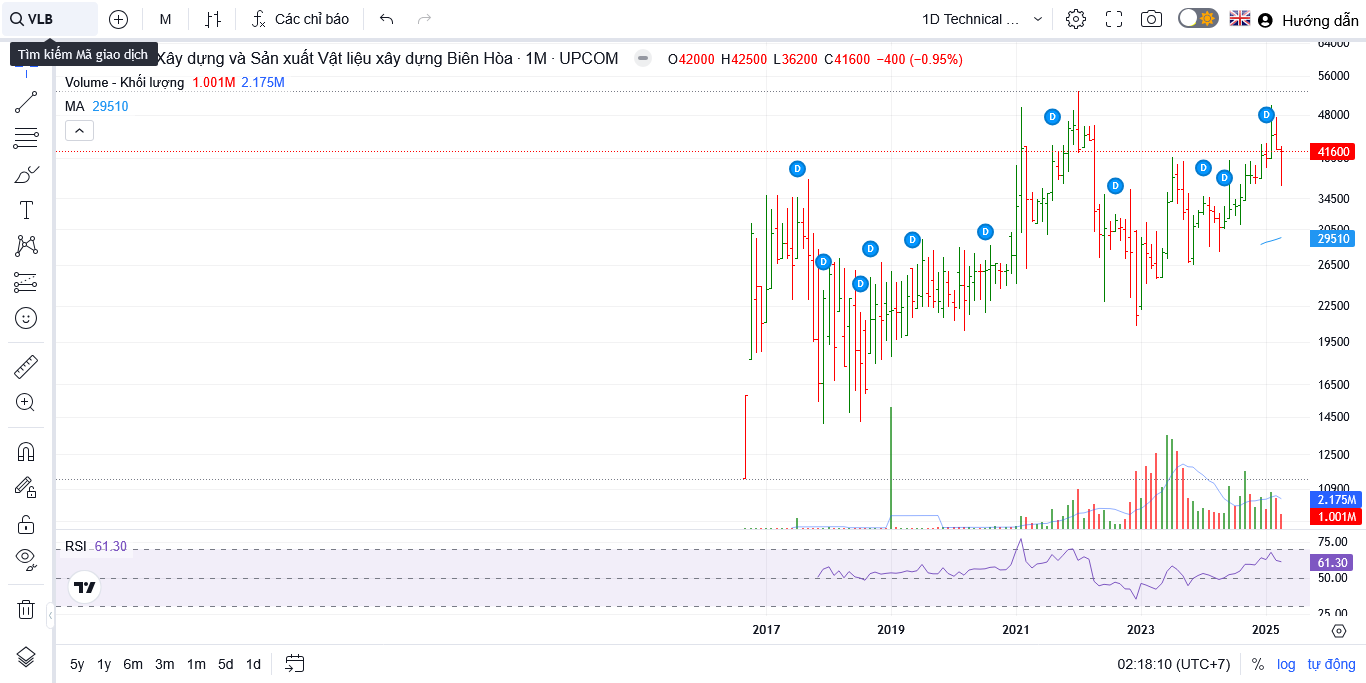 VLB
M
Các chỉ báo
1D Technical ...
Hướng dẫn
Tìm kiếm Mã giao dịch
Xây dựng và Sản xuất Vật liệu xây dựng Biên Hòa · 1M · UPCOM
O42000 H42500 L36200 C41600 −400 (−0.95%)
Volume - Khối lượng 1.001M 2.175M
MA 29510
D
D
D
D
D
D
D
D
D
D
D
64000
56000
48000
41600
40000
34500
30500
29510
26500
22500
19500
16500
14500
12500
10900
2.175M
1.001M
RSI 61.30
75.00
61.30
50.00
25.00
2017
2019
2021
2023
2025
5y 1y 6m 3m 1m 5d 1d
02:18:10 (UTC+7)
% log tự động